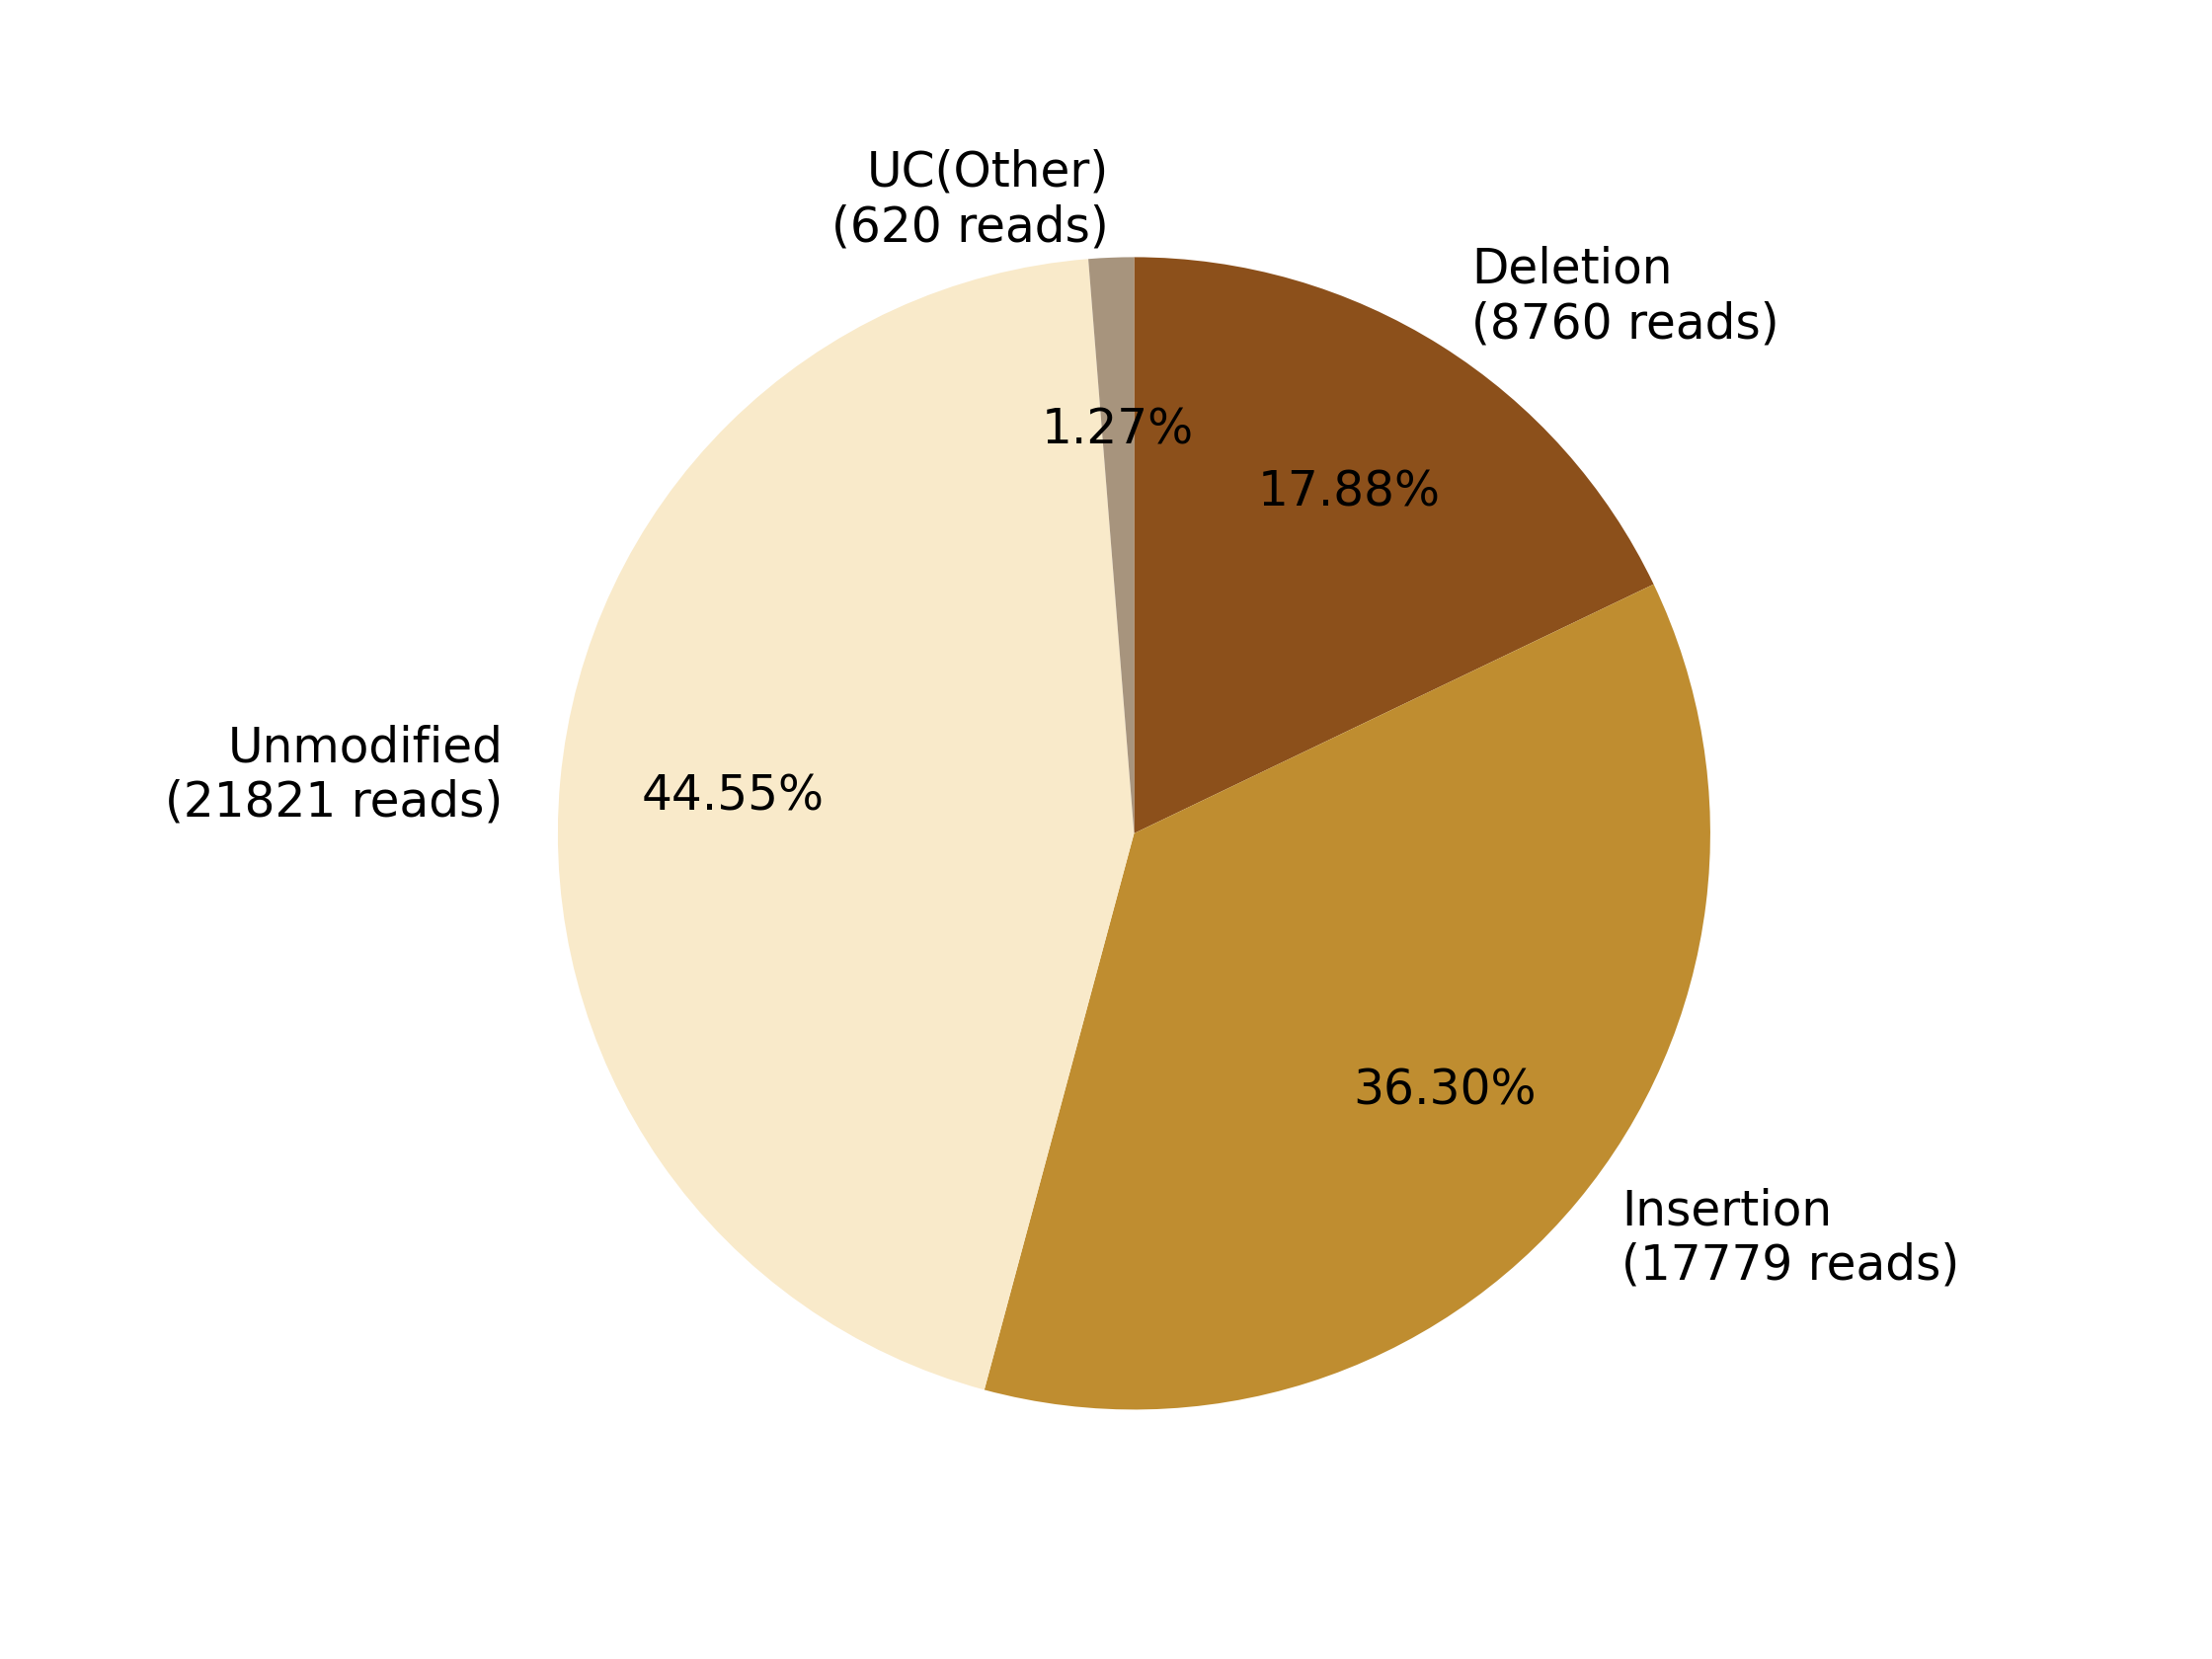 UC(Other)
(620 reads)
Deletion
(8760 reads)
1.27%
17.88%
Unmodified
(21821 reads)
44.55%
36.30%
Insertion
(17779 reads)